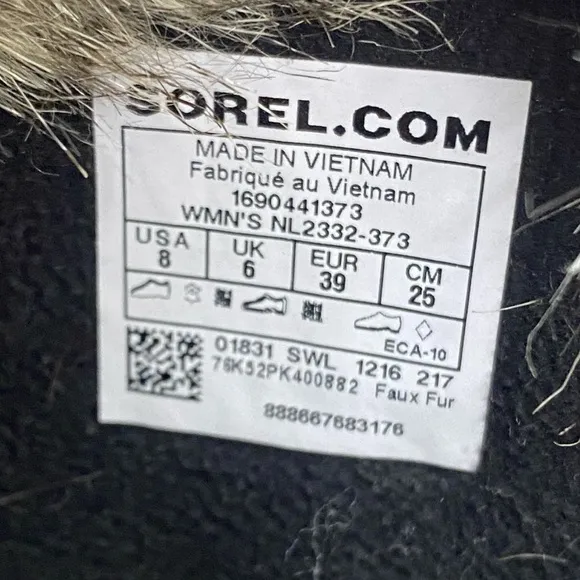 SOREL.COM
MADE IN VIETNAM
Fabriqué au Vietnam
1690441373
WMN'S NL2332-373
USA UK EUR CM
8 6 39 25
ECA-10
01831 SWL 1216 217
76K52PK400882 Faux Fur
888667683176